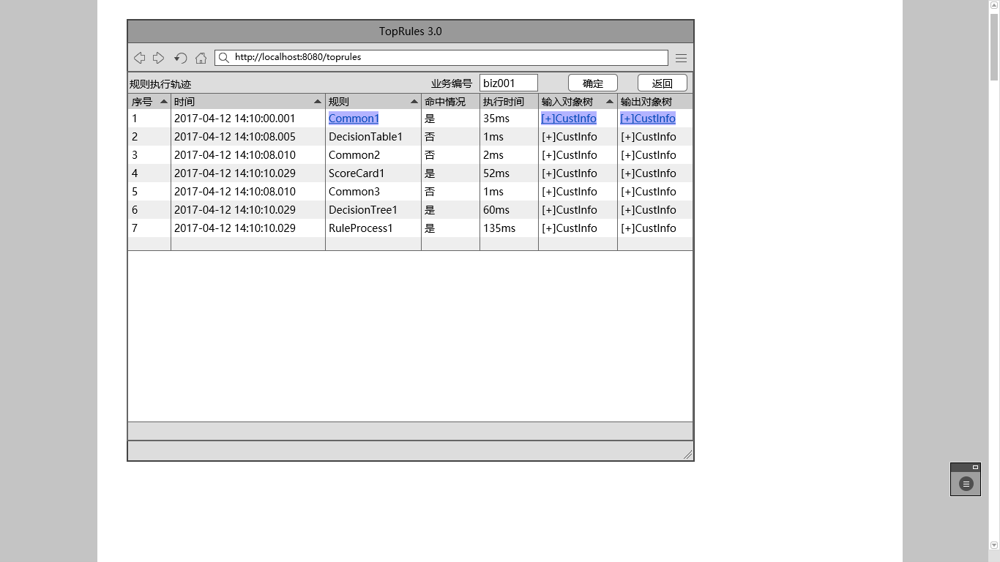 TopRules 3.0
http://localhost:8080/toprules
规则执行轨迹 业务编号 biz001 确定 返回
序号 时间 规则 命中情况 执行时间 输入对象树 输出对象树
1 2017-04-12 14:10:00.001 Common1 是 35ms [+]CustInfo [+]CustInfo
2 2017-04-12 14:10:08.005 DecisionTable1 否 1ms [+]CustInfo [+]CustInfo
3 2017-04-12 14:10:08.010 Common2 否 2ms [+]CustInfo [+]CustInfo
4 2017-04-12 14:10:10.029 ScoreCard1 是 52ms [+]CustInfo [+]CustInfo
5 2017-04-12 14:10:08.010 Common3 否 1ms [+]CustInfo [+]CustInfo
6 2017-04-12 14:10:10.029 DecisionTree1 是 60ms [+]CustInfo [+]CustInfo
7 2017-04-12 14:10:10.029 RuleProcess1 是 135ms [+]CustInfo [+]CustInfo